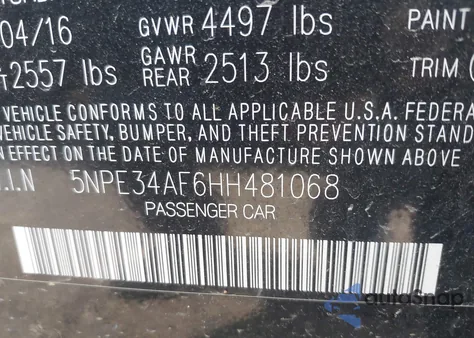 GVWR 4497 lbs PAINT
04/16
GAWR
2557 lbs REAR 2513 lbs TRIM (
VEHICLE CONFORMS TO ALL APPLICABLE U.S.A. FEDERA
VEHICLE SAFETY, BUMPER, AND THEFT PREVENTION STAND
N EFFECT ON THE DATE OF MANUFACTURE SHOWN ABOVE
.I.N 5NPE34AF6HH481068
PASSENGER CAR
autoSnap